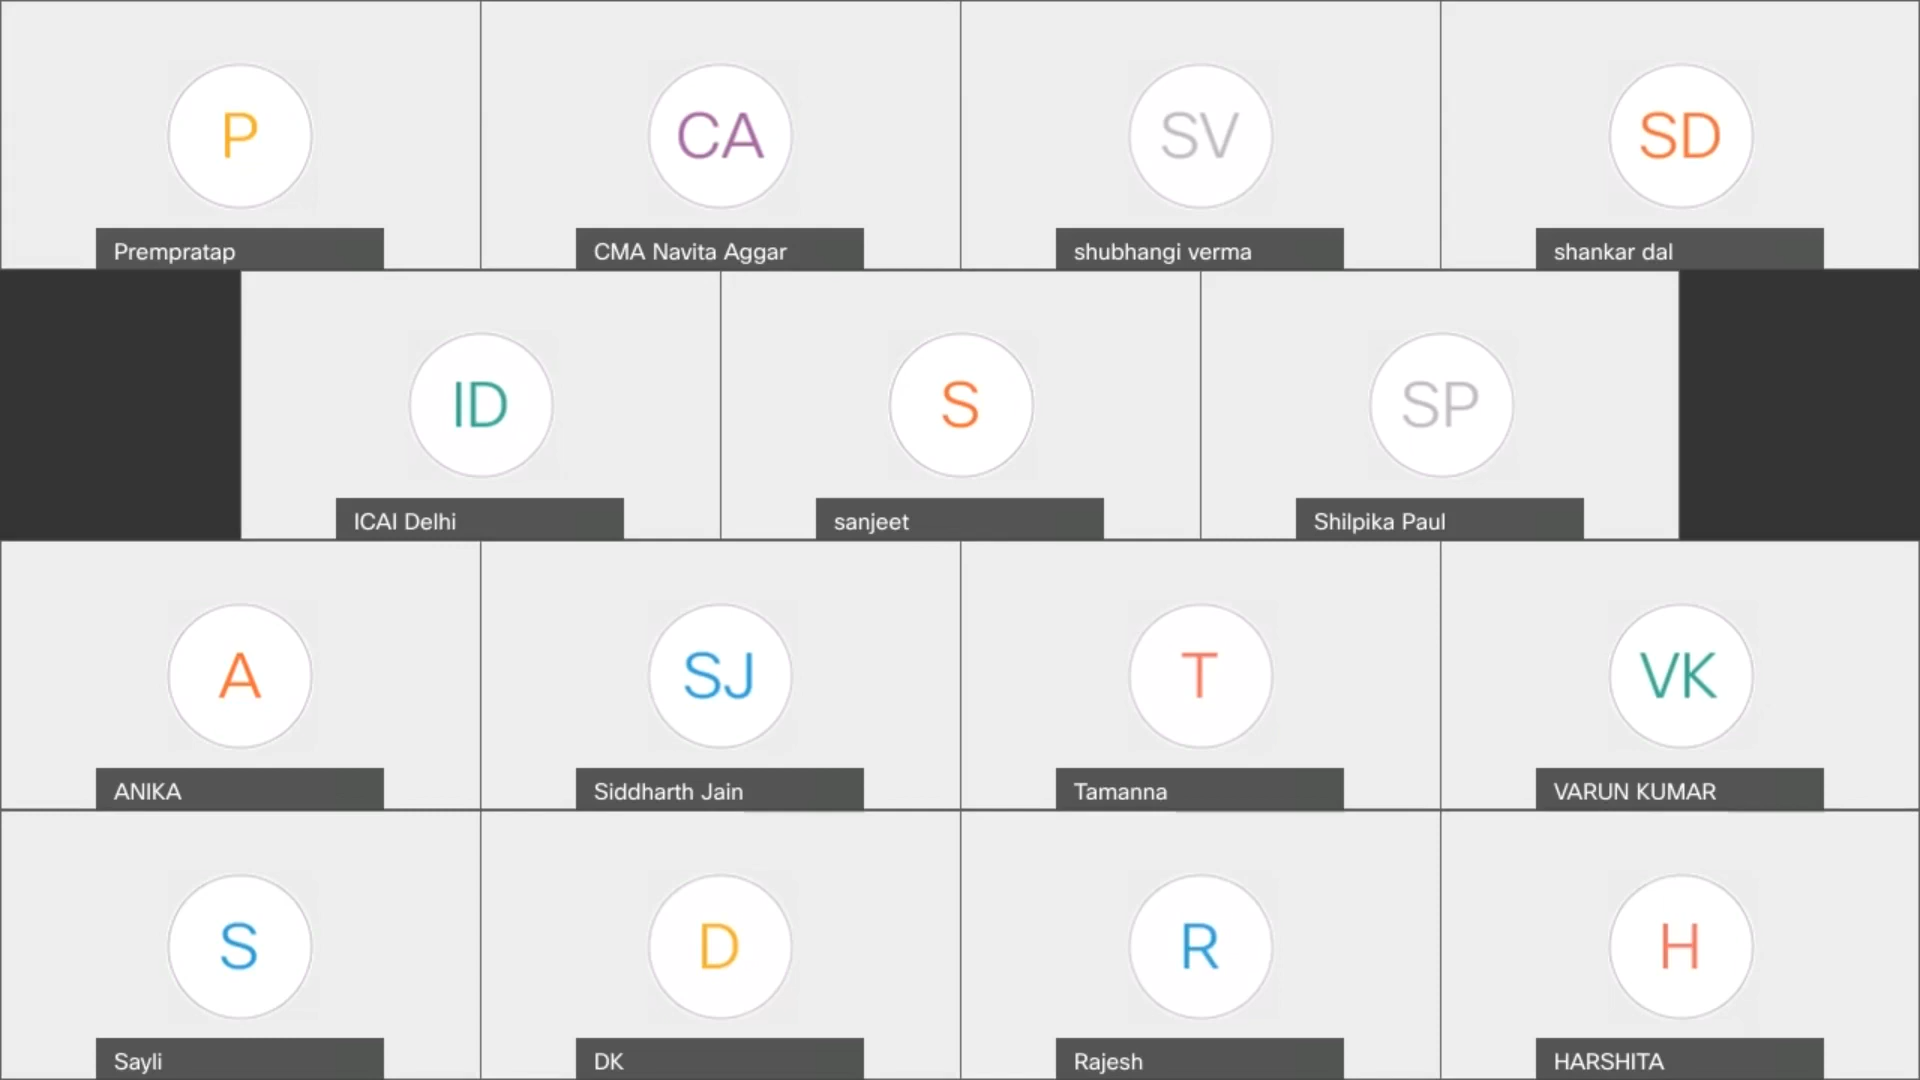 P
CA
SV
SD
Prempratap
CMA Navita Aggar
shubhangi verma
shankar dal
ID
S
SP
ICAI Delhi
sanjeet
Shilpika Paul
A
SJ
T
VK
ANIKA
Siddharth Jain
Tamanna
VARUN KUMAR
S
D
R
H
Sayli
DK
Rajesh
HARSHITA